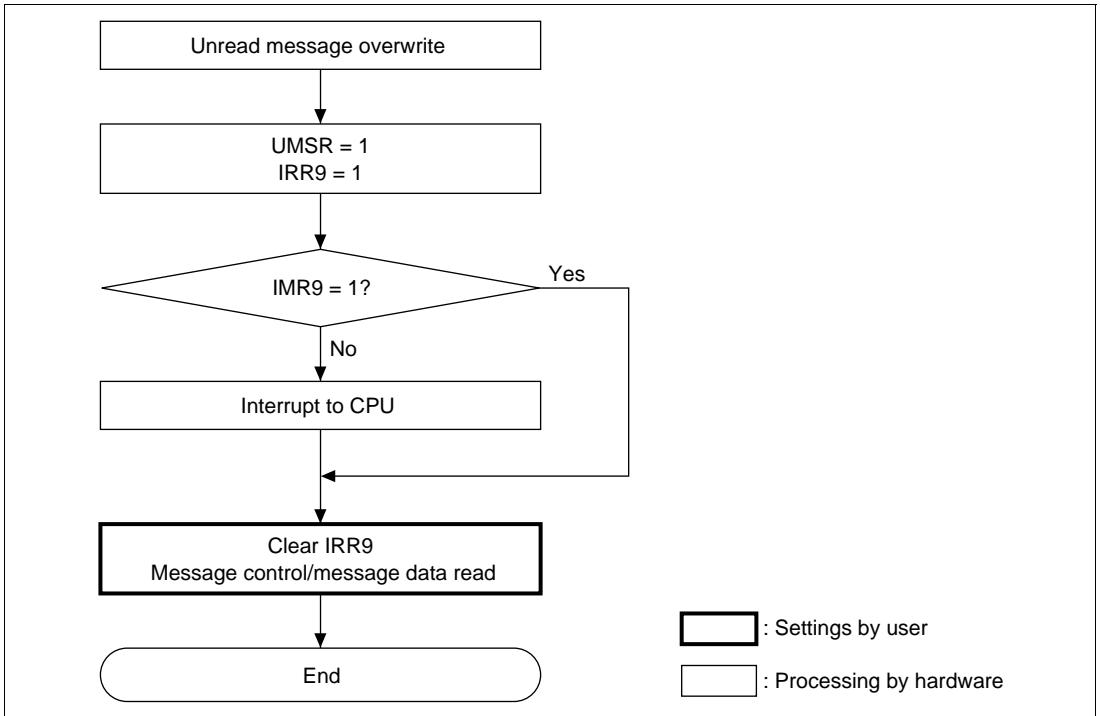 Unread message overwrite
UMSR = 1
IRR9 = 1
IMR9 = 1?
Yes
No
Interrupt to CPU
Clear IRR9
Message control/message data read
End
: Settings by user
: Processing by hardware